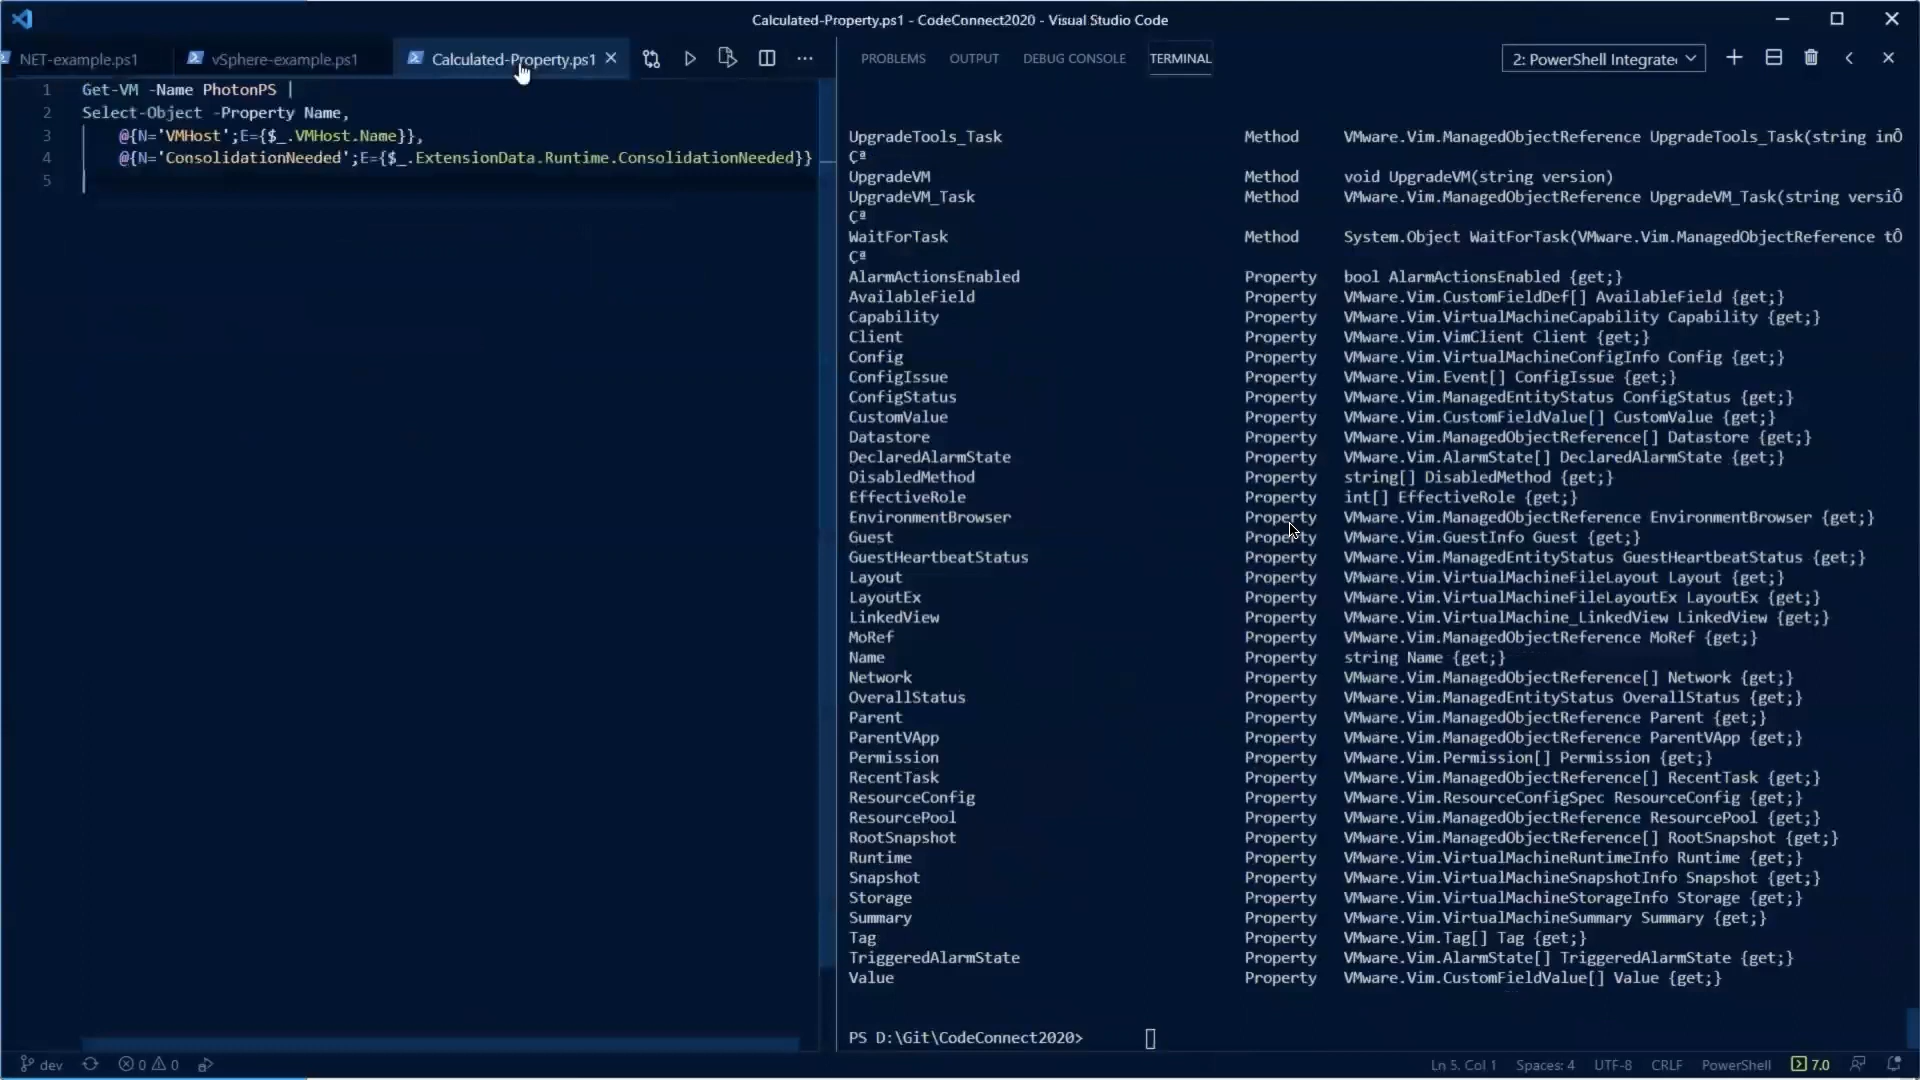 Calculated-Property.ps1 - CodeConnect2020 - Visual Studio Code
NET-example.ps1
vSphere-example.ps1
Calculated-Property.ps1
PROBLEMS
OUTPUT
DEBUG CONSOLE
TERMINAL
2: PowerShell Integrate
1 Get-VM -Name PhotonPS |
2 Select-Object -Property Name,
3 @{N='VMHost';E={$_.VMHost.Name}},
4 @{N='ConsolidationNeeded';E={$_.ExtensionData.Runtime.ConsolidationNeeded}}
5
UpgradeTools_Task Method VMware.Vim.ManagedObjectReference UpgradeTools_Task(string inÔ
Çª
UpgradeVM Method void UpgradeVM(string version)
UpgradeVM_Task Method VMware.Vim.ManagedObjectReference UpgradeVM_Task(string versiÔ
Çª
WaitForTask Method System.Object WaitForTask(VMware.Vim.ManagedObjectReference tÔ
Çª
AlarmActionsEnabled Property bool AlarmActionsEnabled {get;}
AvailableField Property VMware.Vim.CustomFieldDef[] AvailableField {get;}
Capability Property VMware.Vim.VirtualMachineCapability Capability {get;}
Client Property VMware.Vim.VimClient Client {get;}
Config Property VMware.Vim.VirtualMachineConfigInfo Config {get;}
ConfigIssue Property VMware.Vim.Event[] ConfigIssue {get;}
ConfigStatus Property VMware.Vim.ManagedEntityStatus ConfigStatus {get;}
CustomValue Property VMware.Vim.CustomFieldValue[] CustomValue {get;}
Datastore Property VMware.Vim.ManagedObjectReference[] Datastore {get;}
DeclaredAlarmState Property VMware.Vim.AlarmState[] DeclaredAlarmState {get;}
DisabledMethod Property string[] DisabledMethod {get;}
EffectiveRole Property int[] EffectiveRole {get;}
EnvironmentBrowser Property VMware.Vim.ManagedObjectReference EnvironmentBrowser {get;}
Guest Property VMware.Vim.GuestInfo Guest {get;}
GuestHeartbeatStatus Property VMware.Vim.ManagedEntityStatus GuestHeartbeatStatus {get;}
Layout Property VMware.Vim.VirtualMachineFileLayout Layout {get;}
LayoutEx Property VMware.Vim.VirtualMachineFileLayoutEx LayoutEx {get;}
LinkedView Property VMware.Vim.VirtualMachine_LinkedView LinkedView {get;}
MoRef Property VMware.Vim.ManagedObjectReference MoRef {get;}
Name Property string Name {get;}
Network Property VMware.Vim.ManagedObjectReference[] Network {get;}
OverallStatus Property VMware.Vim.ManagedEntityStatus OverallStatus {get;}
Parent Property VMware.Vim.ManagedObjectReference Parent {get;}
ParentVApp Property VMware.Vim.ManagedObjectReference ParentVApp {get;}
Permission Property VMware.Vim.Permission[] Permission {get;}
RecentTask Property VMware.Vim.ManagedObjectReference[] RecentTask {get;}
ResourceConfig Property VMware.Vim.ResourceConfigSpec ResourceConfig {get;}
ResourcePool Property VMware.Vim.ManagedObjectReference ResourcePool {get;}
RootSnapshot Property VMware.Vim.ManagedObjectReference[] RootSnapshot {get;}
Runtime Property VMware.Vim.VirtualMachineRuntimeInfo Runtime {get;}
Snapshot Property VMware.Vim.VirtualMachineSnapshotInfo Snapshot {get;}
Storage Property VMware.Vim.VirtualMachineStorageInfo Storage {get;}
Summary Property VMware.Vim.VirtualMachineSummary Summary {get;}
Tag Property VMware.Vim.Tag[] Tag {get;}
TriggeredAlarmState Property VMware.Vim.AlarmState[] TriggeredAlarmState {get;}
Value Property VMware.Vim.CustomFieldValue[] Value {get;}
PS D:\Git\CodeConnect2020>
dev 0 0 Ln 5, Col 1 Spaces: 4 UTF-8 CRLF PowerShell 7.0